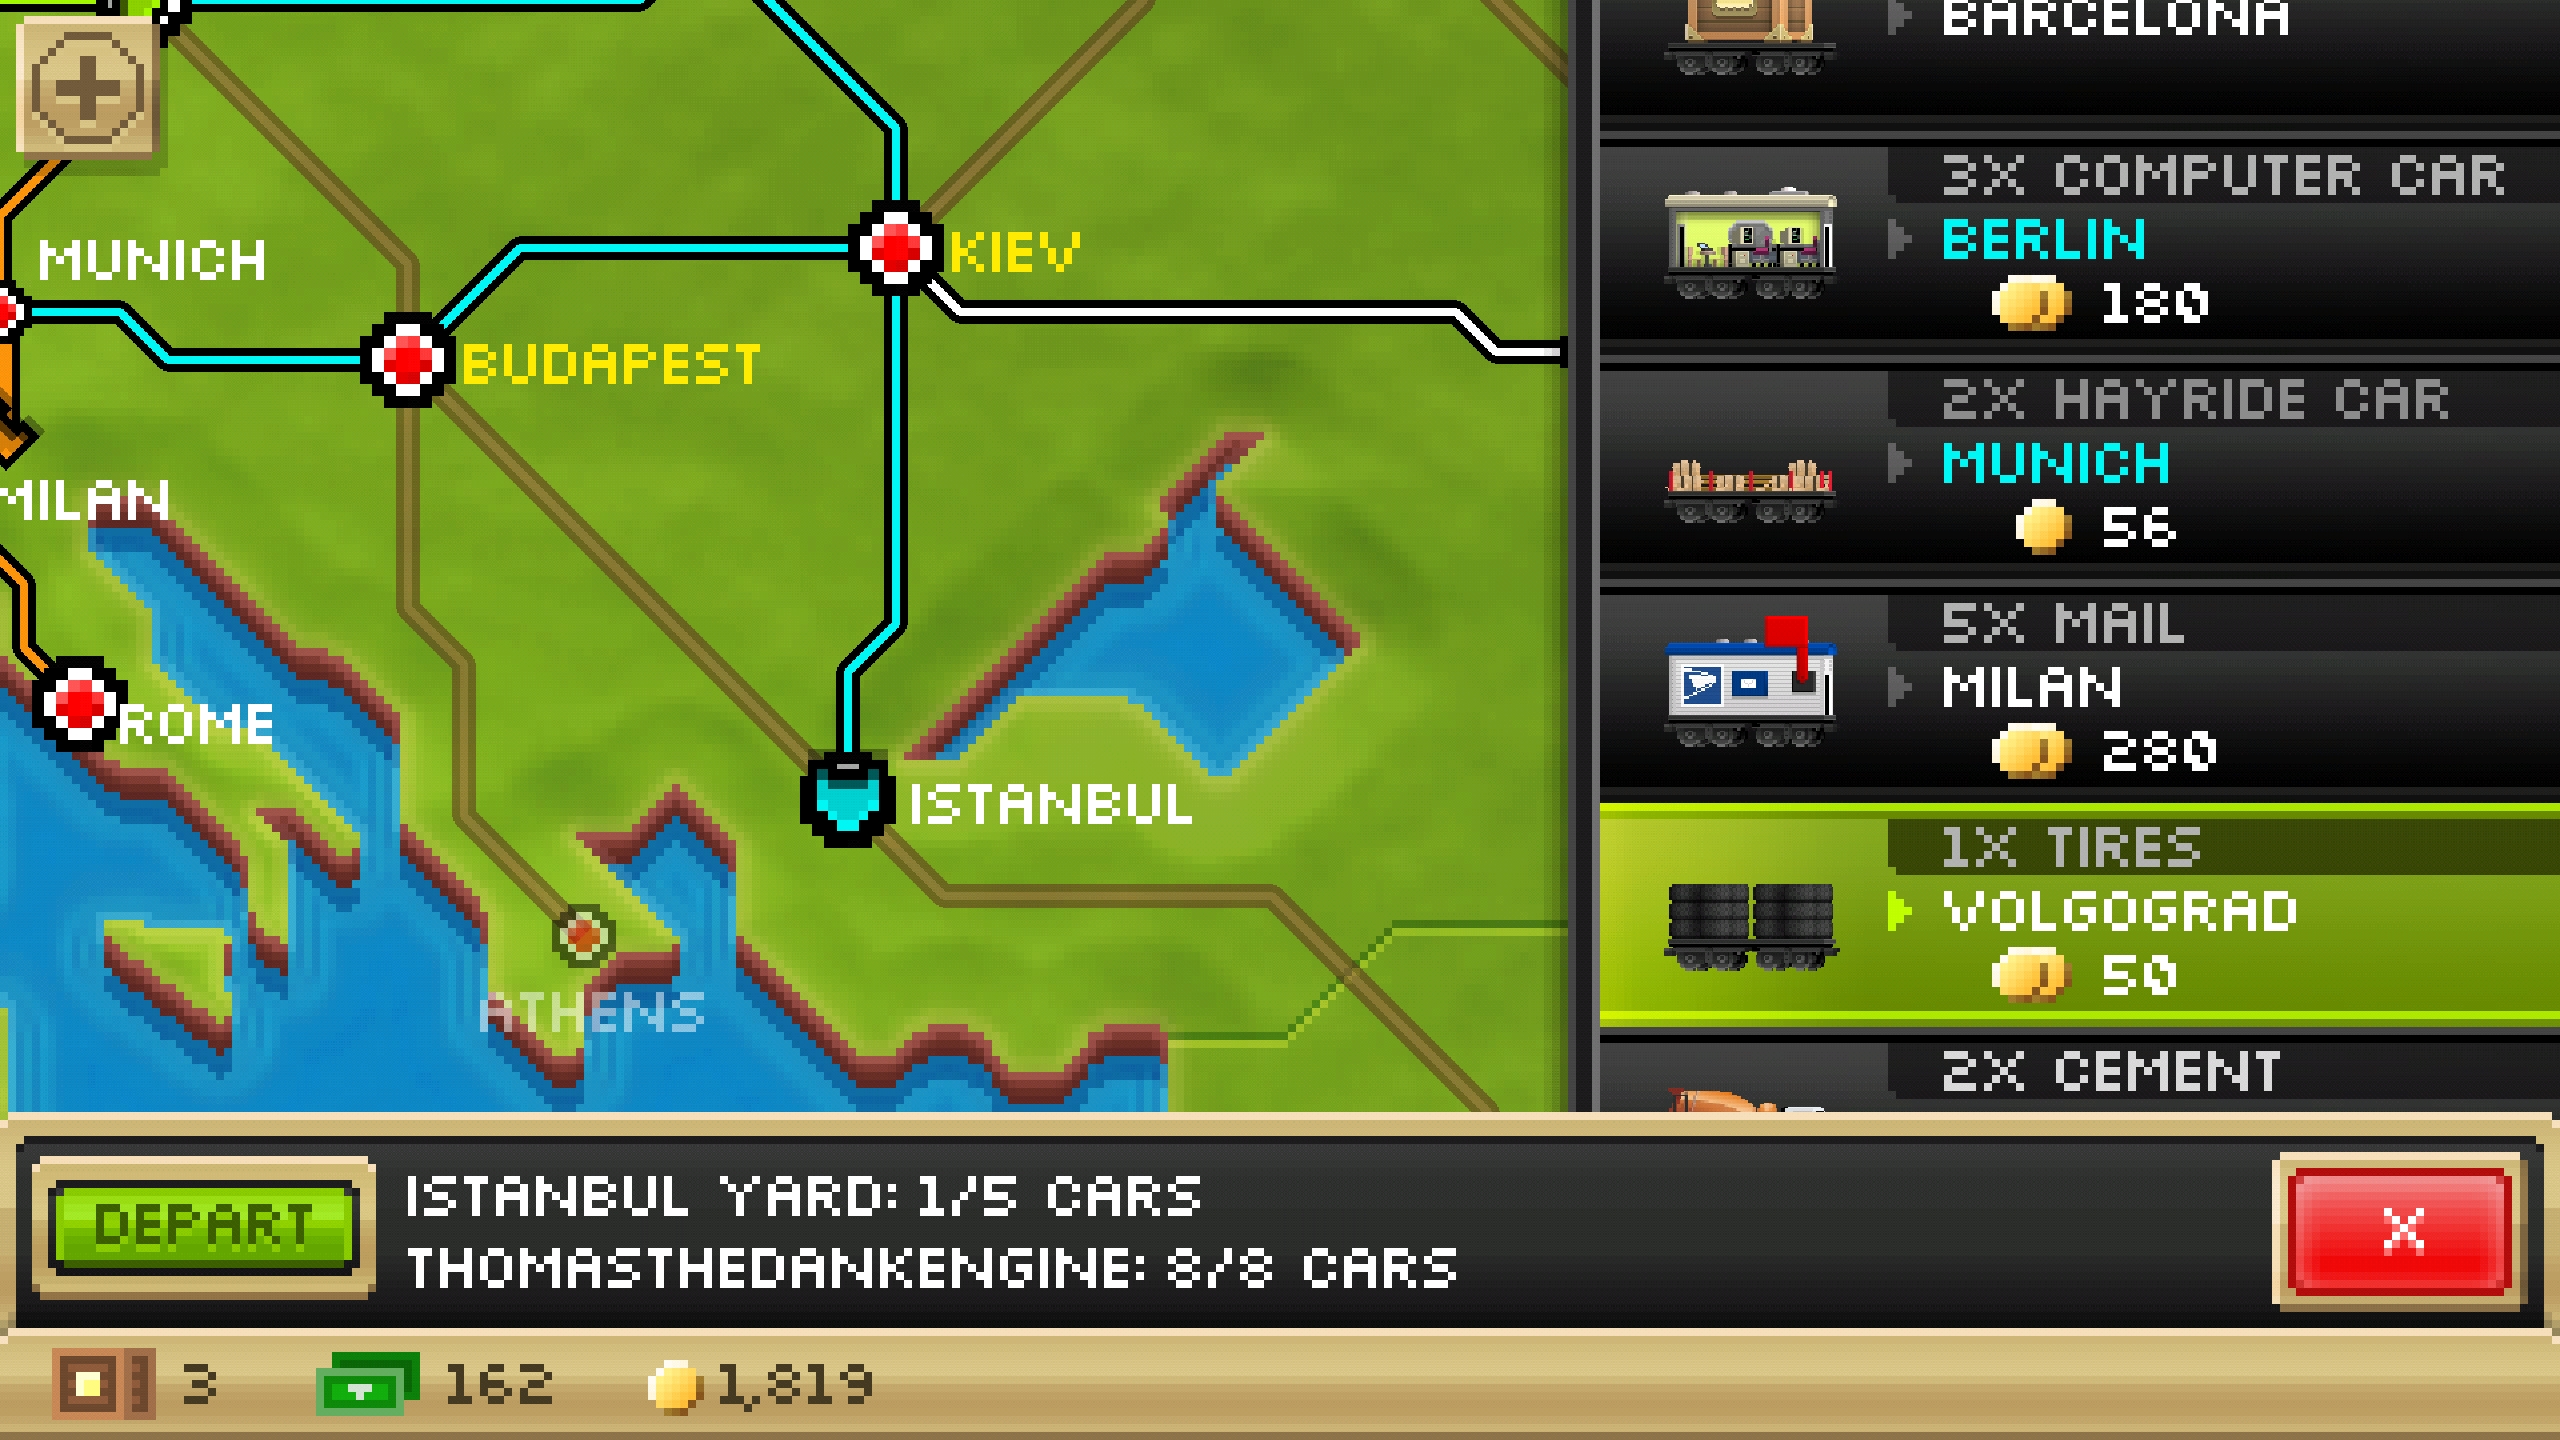 MUNICH
KIEV
BUDAPEST
MILAN
ROME
ISTANBUL
ATHENS
BARCELONA
3X COMPUTER CAR
BERLIN
180
2X HAYRIDE CAR
MUNICH
56
5X MAIL
MILAN
280
1X TIRES
VOLGOGRAD
50
2X CEMENT
DEPART
ISTANBUL YARD: 1/5 CARS
THOMASTHEDANKENGINE: 8/8 CARS
X
3
162
1,819